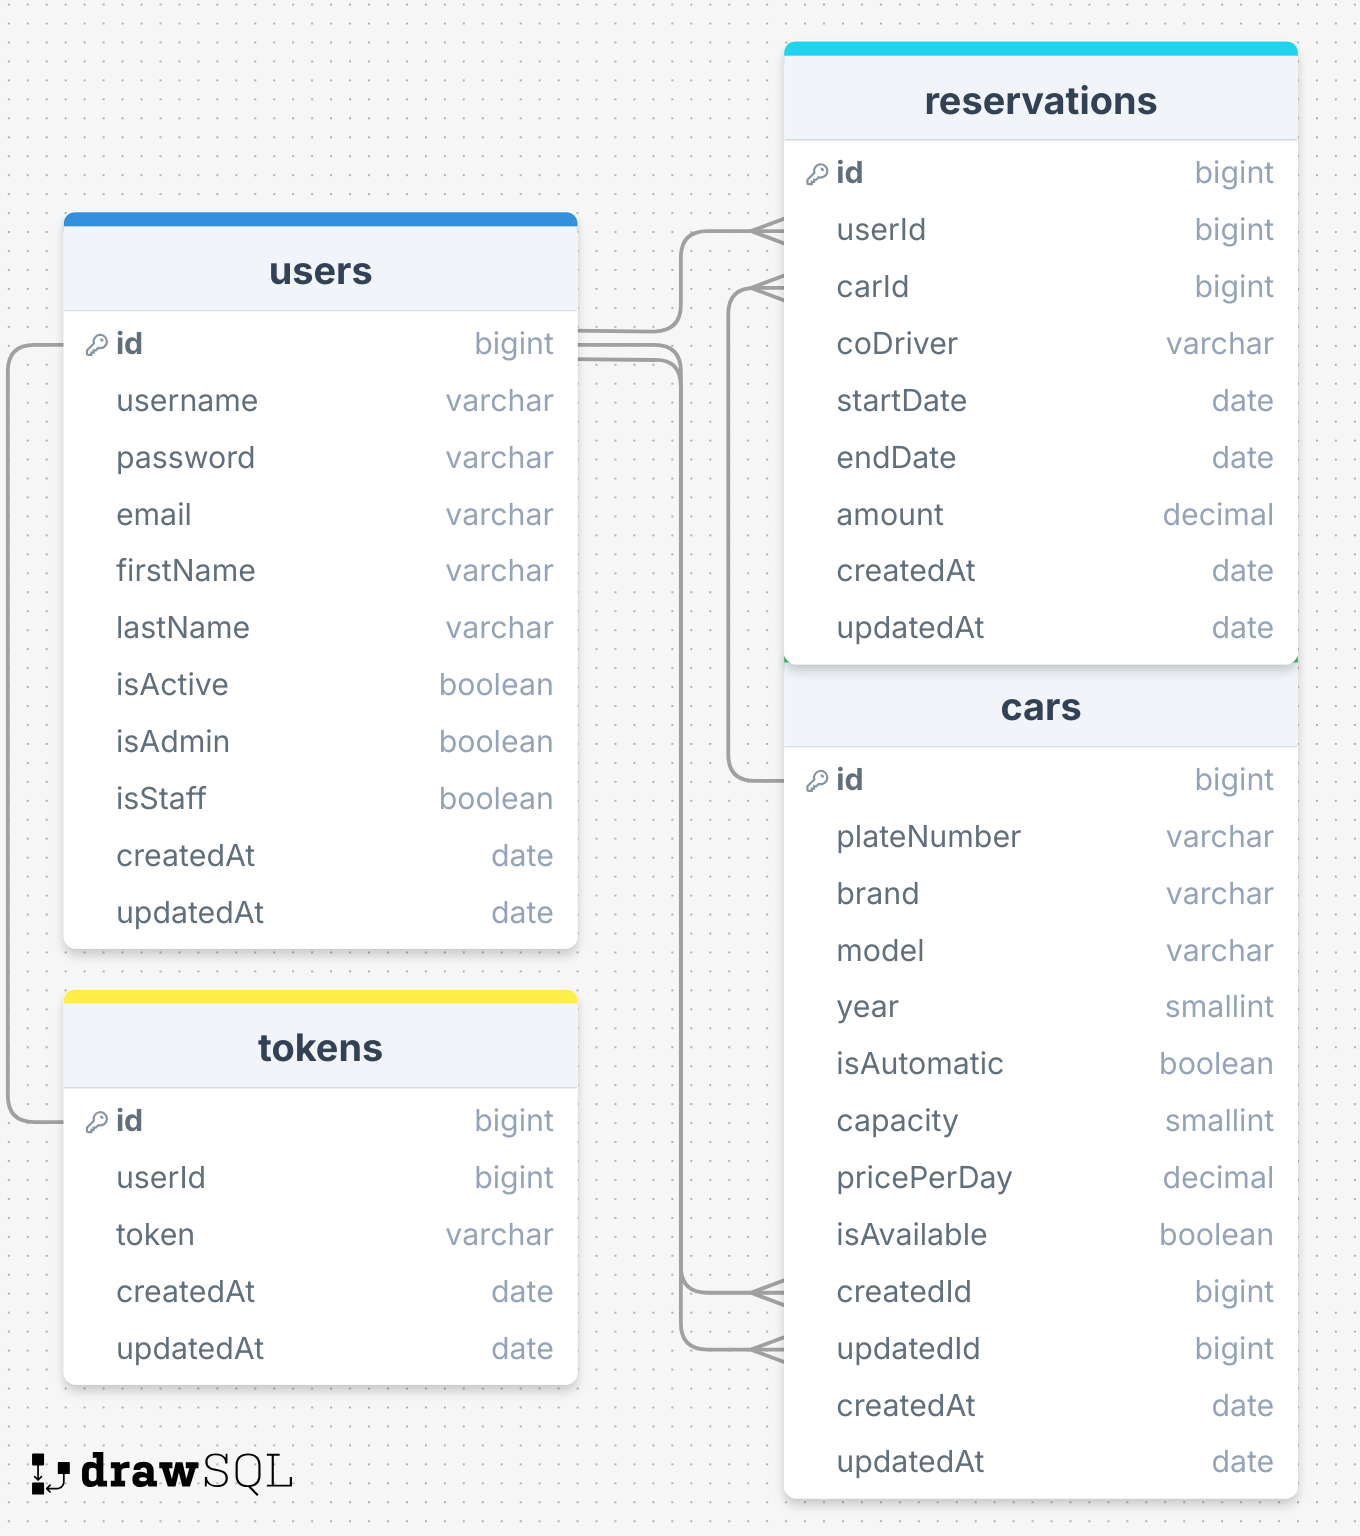 users
id bigint
username varchar
password varchar
email varchar
firstName varchar
lastName varchar
isActive boolean
isAdmin boolean
isStaff boolean
createdAt date
updatedAt date
tokens
id bigint
userId bigint
token varchar
createdAt date
updatedAt date
reservations
id bigint
userId bigint
carId bigint
coDriver varchar
startDate date
endDate date
amount decimal
createdAt date
updatedAt date
cars
id bigint
plateNumber varchar
brand varchar
model varchar
year smallint
isAutomatic boolean
capacity smallint
pricePerDay decimal
isAvailable boolean
createdId bigint
updatedId bigint
createdAt date
updatedAt date
drawSQL